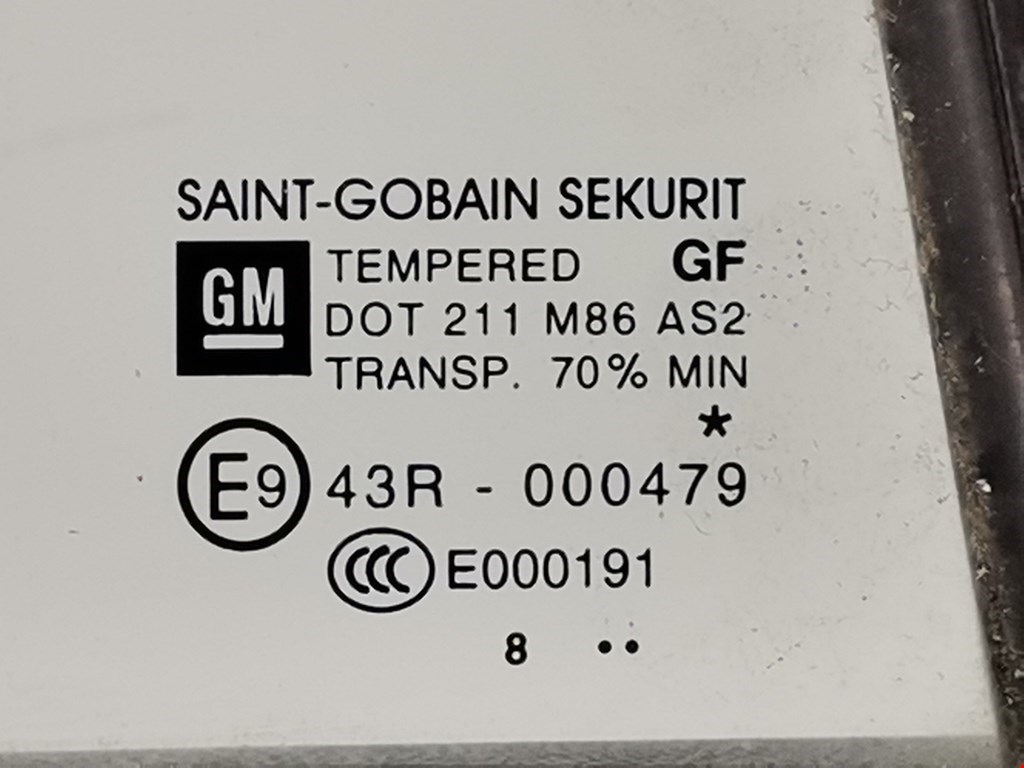 SAINT-GOBAIN SEKURIT
GM TEMPERED GF
DOT 211 M86 AS2
TRANSP. 70% MIN
*
E9 43R - 000479
CCC E000191
8 ••